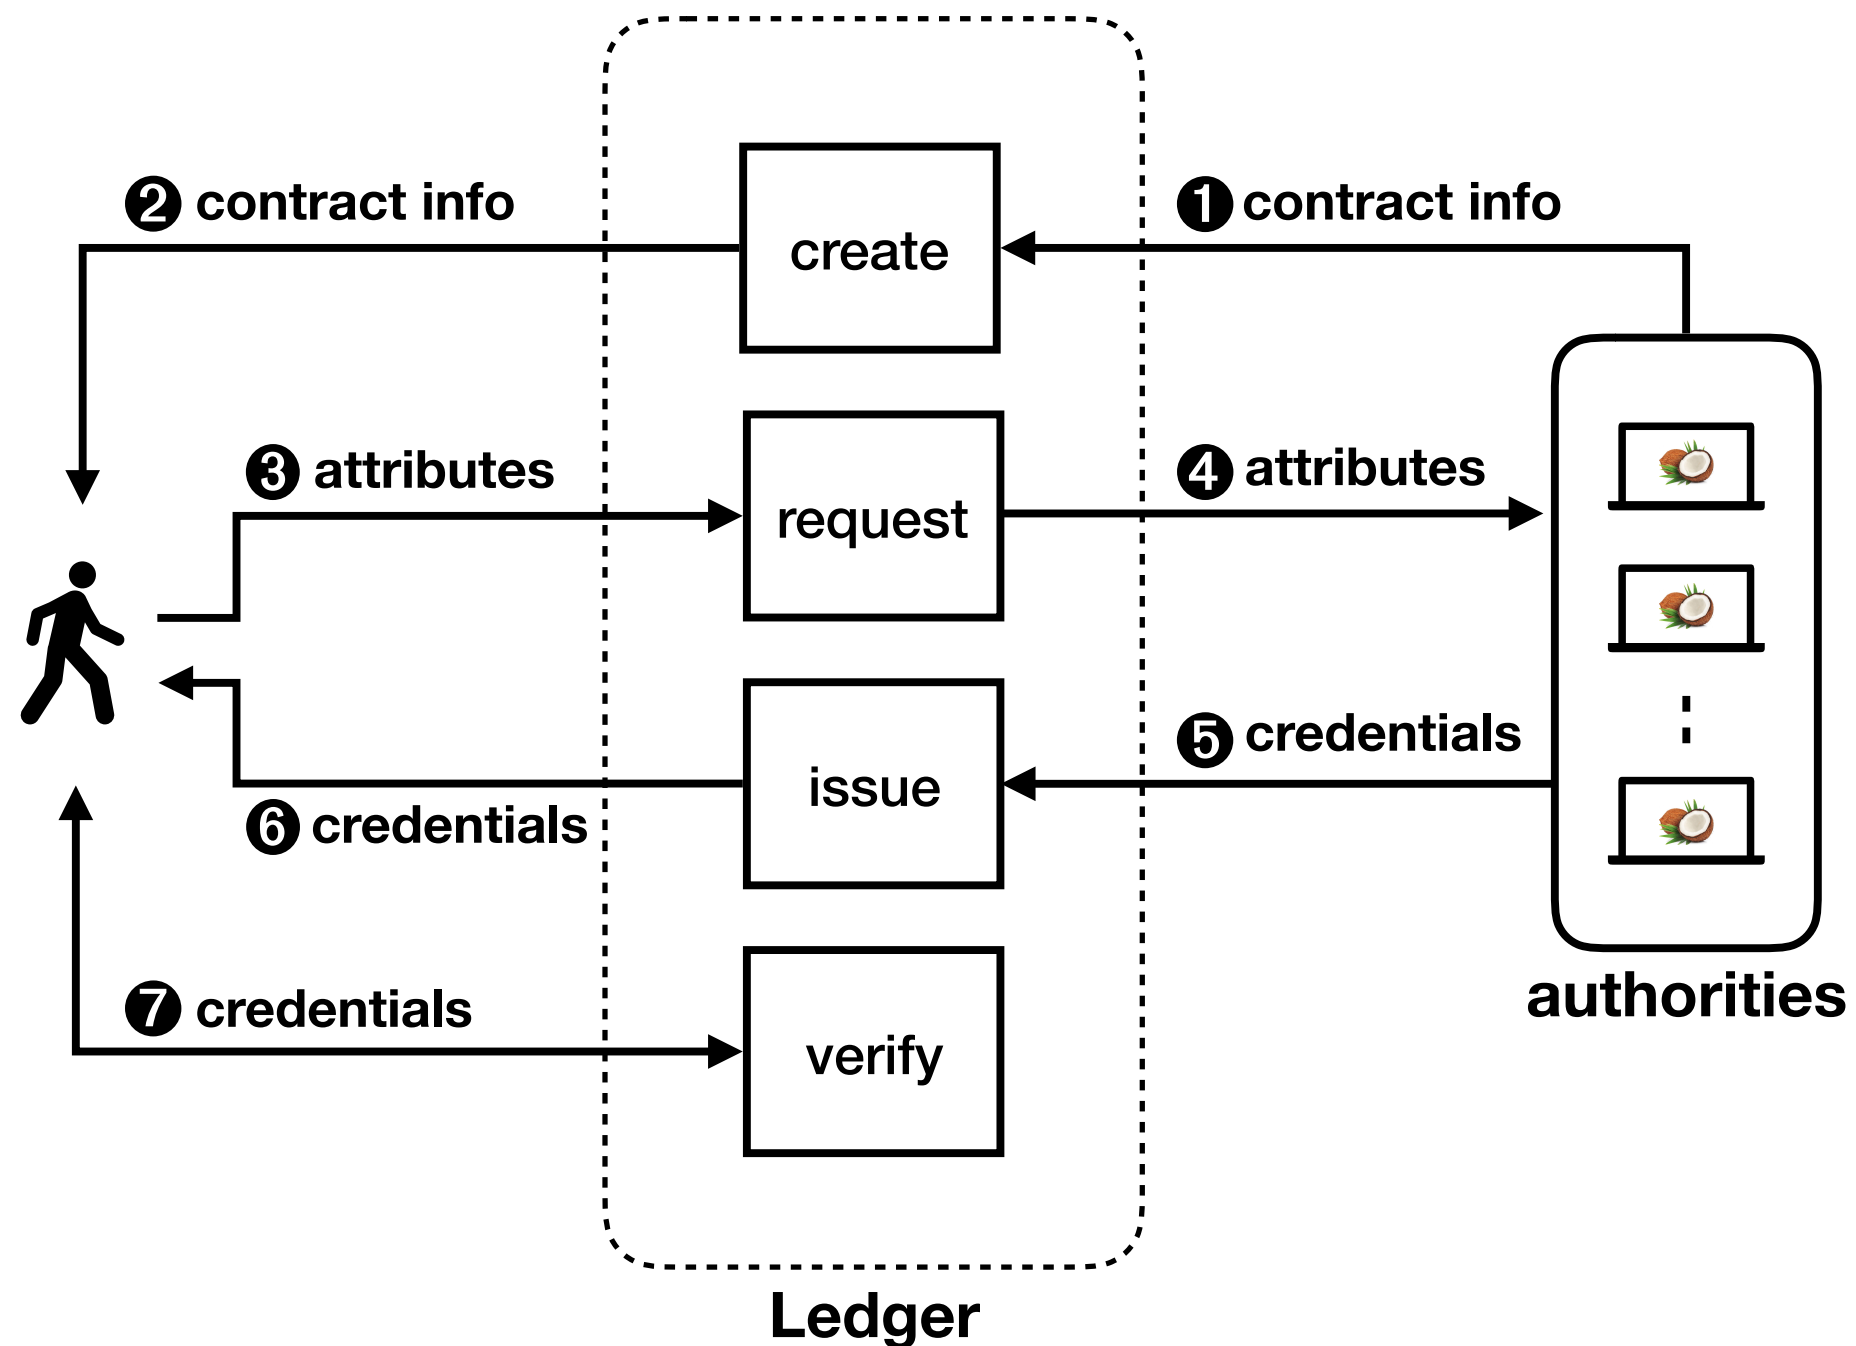 ❷ contract info
❶ contract info
create
❸ attributes
❹ attributes
request
❺ credentials
issue
❻ credentials
authorities
❼ credentials
verify
Ledger